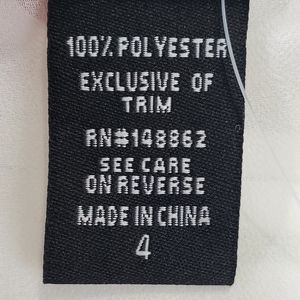 100% POLYESTER
EXCLUSIVE OF
TRIM
RN#148862
SEE CARE
ON REVERSE
MADE IN CHINA
4